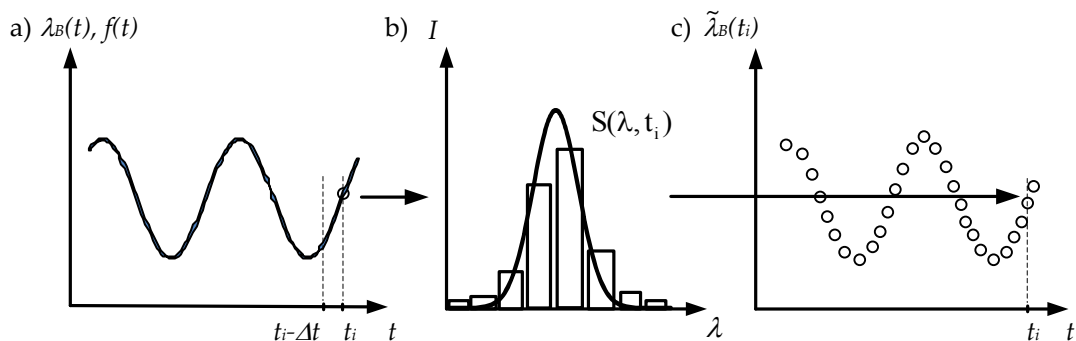 a) λB(t), f(t)
b) I
c) λ̃B(ti)
S(λ, ti)
ti-Δt ti t
λ
ti t